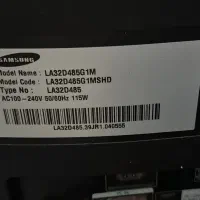 SAMSUNG
Model Name : LA32D485G1M
Model Code : LA32D485G1MSHD
Type No : LA32D485
AC100~240V 50/60Hz 115W
LA32D485.39JR1.040555